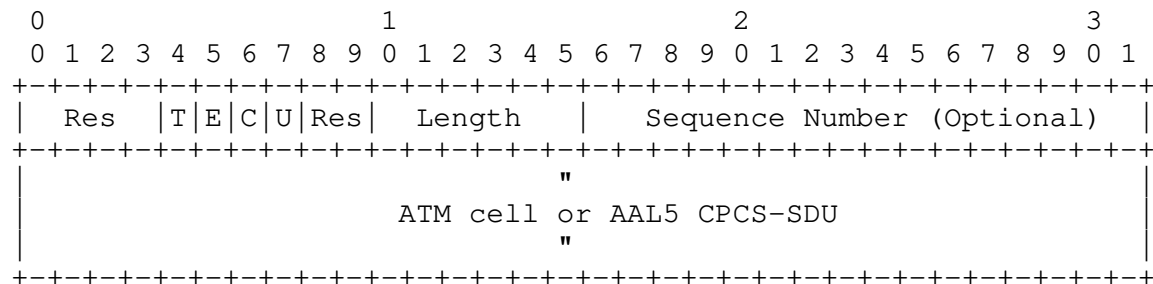 0                   1                   2                   3
 0 1 2 3 4 5 6 7 8 9 0 1 2 3 4 5 6 7 8 9 0 1 2 3 4 5 6 7 8 9 0 1
+-+-+-+-+-+-+-+-+-+-+-+-+-+-+-+-+-+-+-+-+-+-+-+-+-+-+-+-+-+-+-+
|  Res  |T|E|C|U|Res|  Length   |   Sequence Number (Optional)  |
+-+-+-+-+-+-+-+-+-+-+-+-+-+-+-+-+-+-+-+-+-+-+-+-+-+-+-+-+-+-+-+
|                              "                                |
|                     ATM cell or AAL5 CPCS-SDU                 |
|                              "                                |
+-+-+-+-+-+-+-+-+-+-+-+-+-+-+-+-+-+-+-+-+-+-+-+-+-+-+-+-+-+-+-+